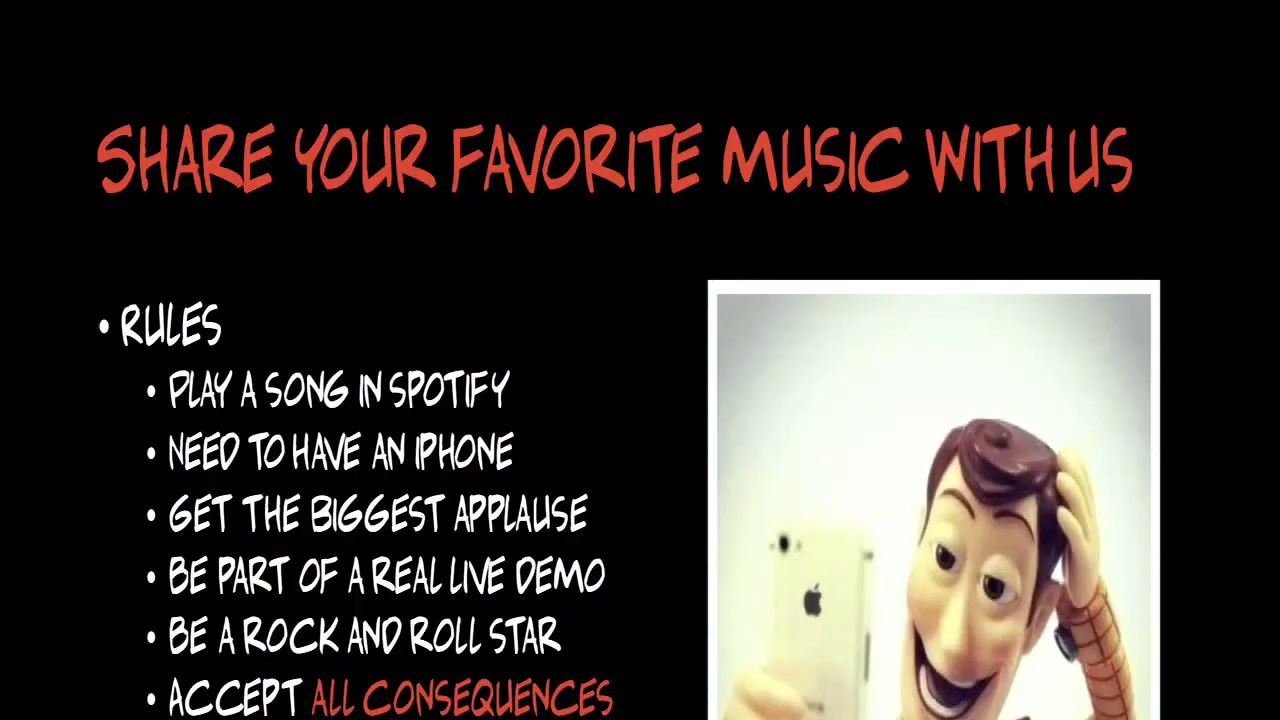 SHARE YOUR FAVORITE MUSIC WITH US
• RULES
• PLAY A SONG IN SPOTIFY
• NEED TO HAVE AN IPHONE
• GET THE BIGGEST APPLAUSE
• BE PART OF A REAL LIVE DEMO
• BE A ROCK AND ROLL STAR
• ACCEPT ALL CONSEQUENCES